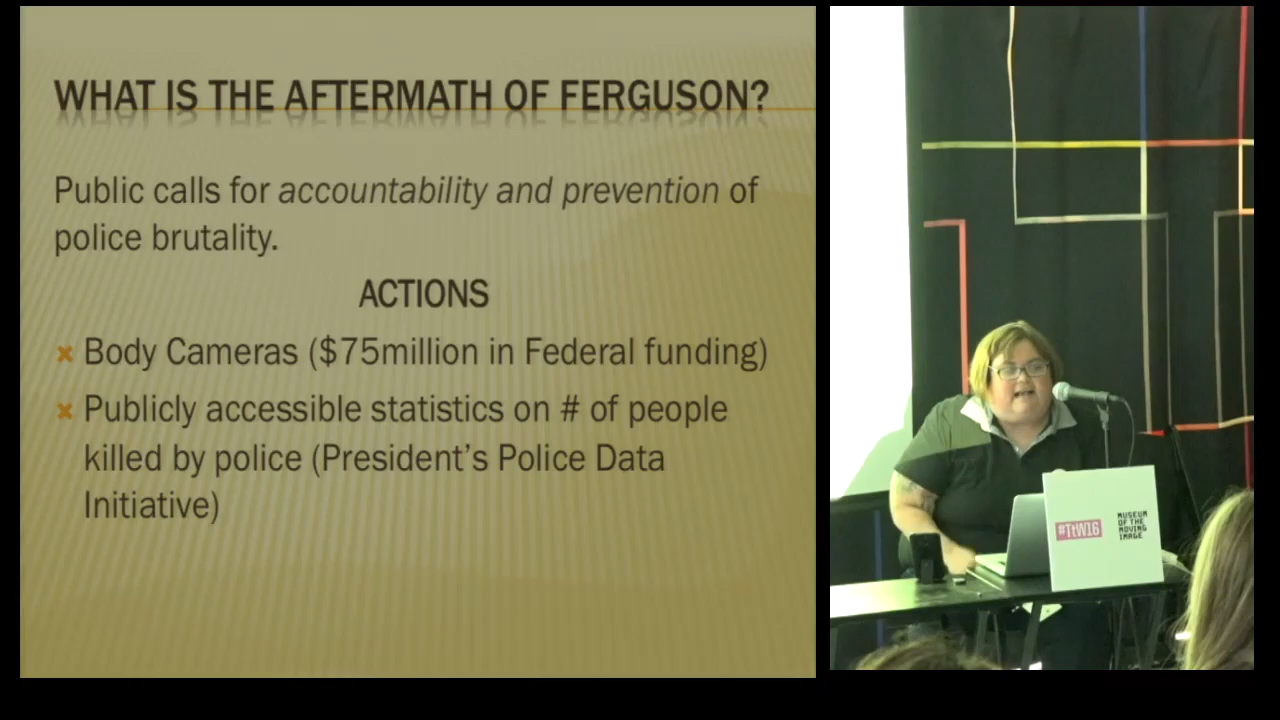 WHAT IS THE AFTERMATH OF FERGUSON?
Public calls for accountability and prevention of
police brutality.
ACTIONS
Body Cameras ($75million in Federal funding)
Publicly accessible statistics on # of people
killed by police (President's Police Data
Initiative)
#TtW16
MUSEUM
OF THE
MOVING
IMAGE